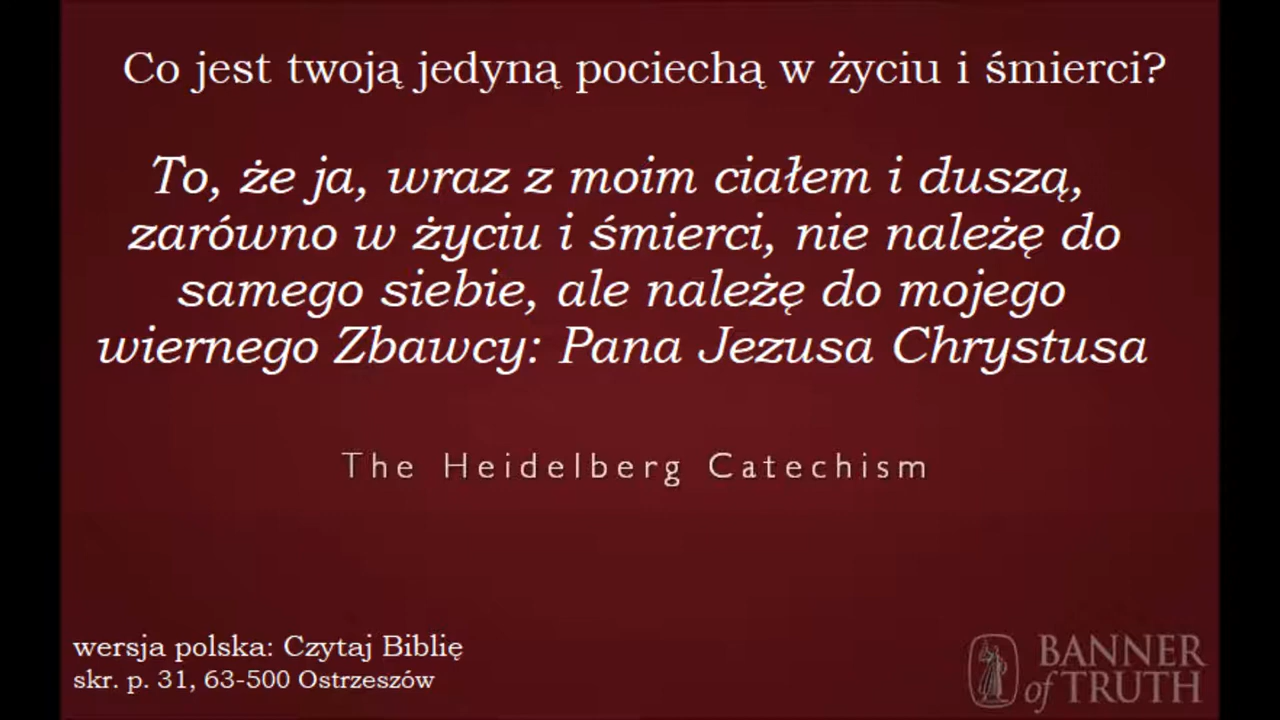 Co jest twoją jedyną pociechą w życiu i śmierci?
To, że ja, wraz z moim ciałem i duszą,
zarówno w życiu i śmierci, nie należę do
samego siebie, ale należę do mojego
wiernego Zbawcy: Pana Jezusa Chrystusa
The Heidelberg Catechism
wersja polska: Czytaj Biblię
skr. p. 31, 63-500 Ostrzeszów
BANNER
of TRUTH